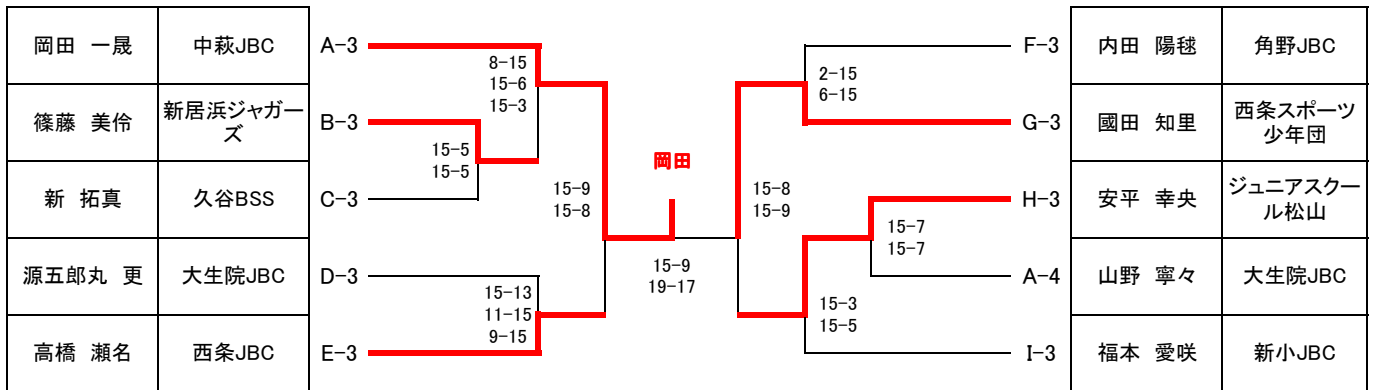 岡田 一晟 中萩JBC A-3
8-15
15-6
15-3
篠藤 美伶 新居浜ジャガー
ズ B-3
15-5
15-5
新 拓真 久谷BSS C-3
15-9
15-8
源五郎丸 更 大生院JBC D-3
15-13
11-15
9-15
高橋 瀬名 西条JBC E-3
岡田
15-9
19-17
F-3 内田 陽毬 角野JBC
2-15
6-15
G-3 國田 知里 西条スポーツ
少年団
15-8
15-9
H-3 安平 幸央 ジュニアスクー
ル松山
15-7
15-7
A-4 山野 寧々 大生院JBC
15-3
15-5
I-3 福本 愛咲 新小JBC